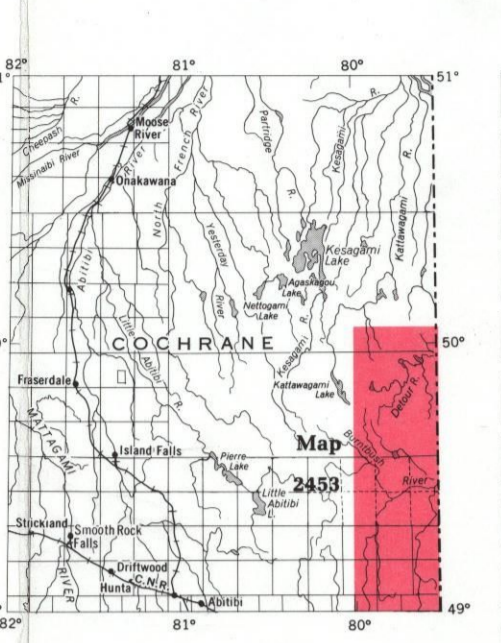 82°
81°
80°
51°
Moose
River
R.
French River
Partridge
R.
Kesagami
R.
Kattawagami
R.
Cheepash
R.
Missinaibi River
River
Onakawana
North
Abitibi
Yesterday
River
Kesagami
Lake
Agaskagou
Lake
Nettogami
Lake
COCHRANE
Little
Abitibi
R.
Kesagami R.
50°
Kattawagami
Lake
Detour R.
Fraserdale
MATTAGAMI
RIVER
Island Falls
Pierre
Lake
Little
Abitibi
L.
Map
2453
Burntbush
River
Strickland
Smooth Rock
Falls
Driftwood
C.N.R.
Hunta
Abitibi
81°
80°
49°